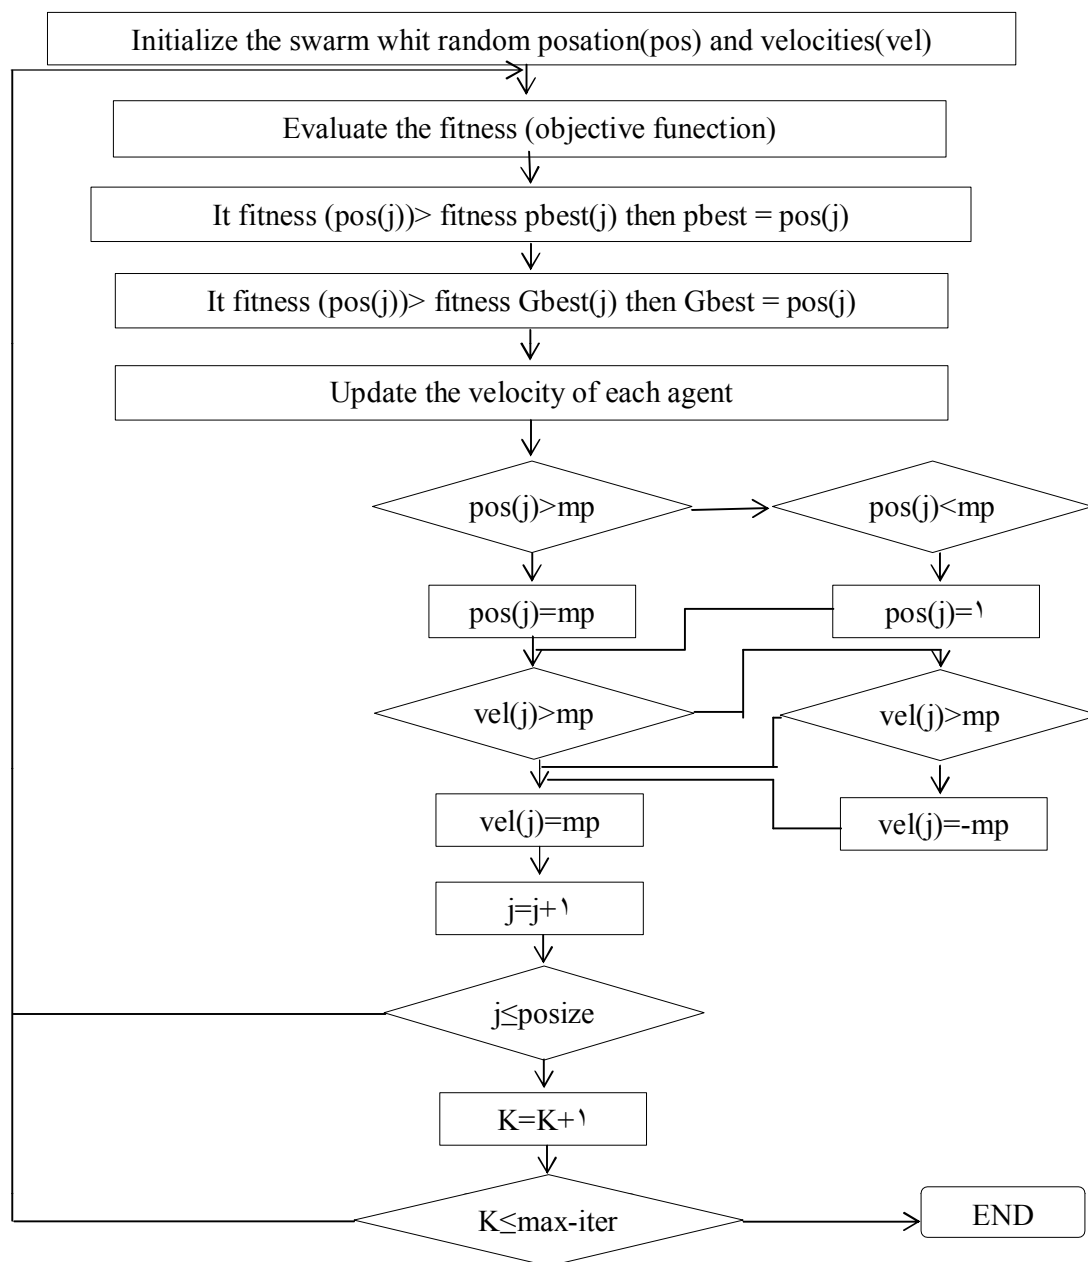 Initialize the swarm whit random posation(pos) and velocities(vel)
Evaluate the fitness (objective funection)
It fitness (pos(j))> fitness pbest(j) then pbest = pos(j)
It fitness (pos(j))> fitness Gbest(j) then Gbest = pos(j)
Update the velocity of each agent
pos(j)>mp
pos(j)<mp
pos(j)=mp
pos(j)=١
vel(j)>mp
vel(j)>mp
vel(j)=mp
vel(j)=-mp
j=j+١
j≤posize
K=K+١
K≤max-iter
END